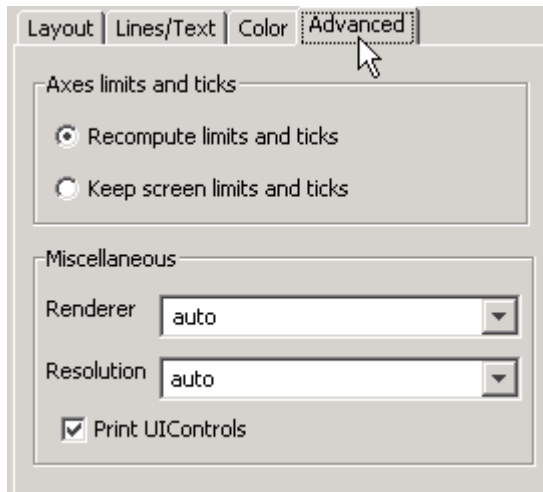 Layout Lines/Text Color Advanced
Axes limits and ticks
Recompute limits and ticks
Keep screen limits and ticks
Miscellaneous
Renderer auto
Resolution auto
Print UIControls